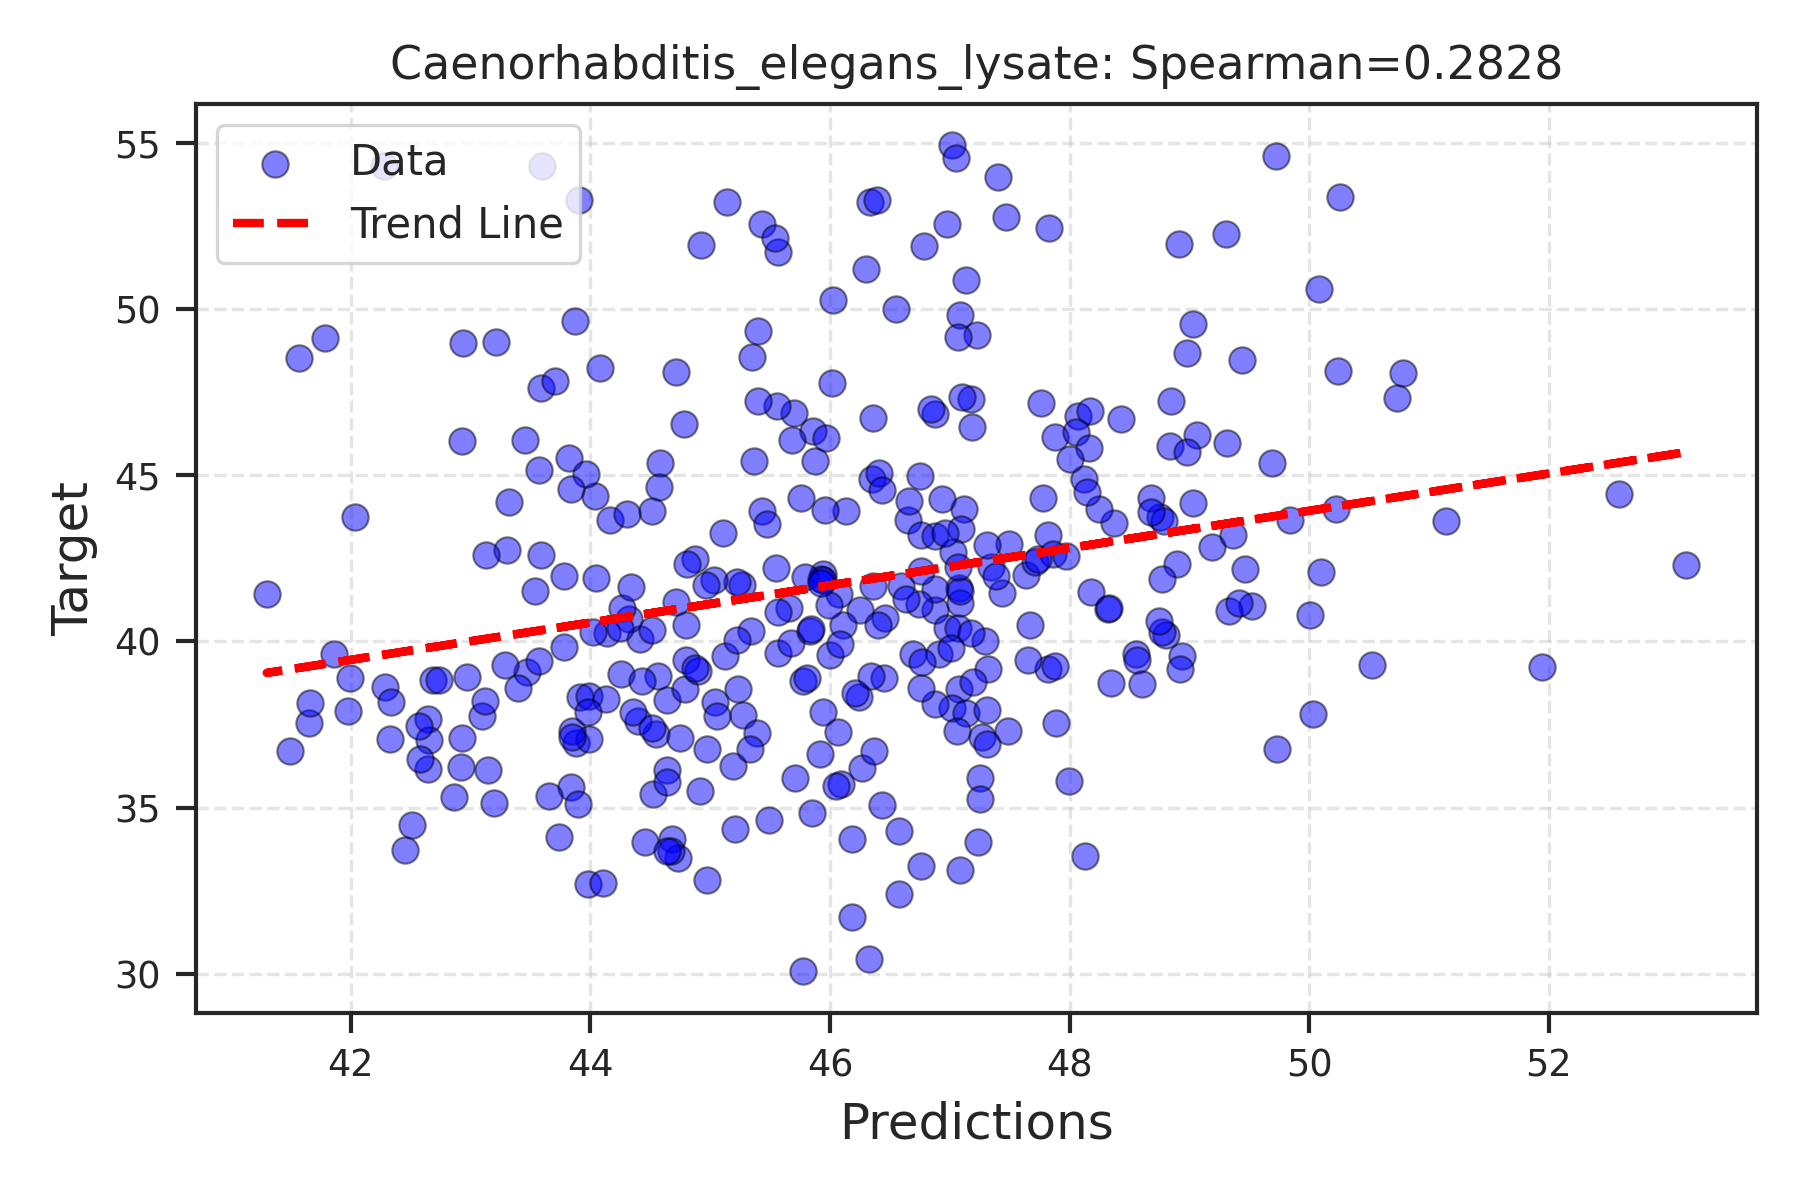 Caenorhabditis_elegans_lysate: Spearman=0.2828
Data
Trend Line
55
50
45
40
35
30
Target
42 44 46 48 50 52
Predictions